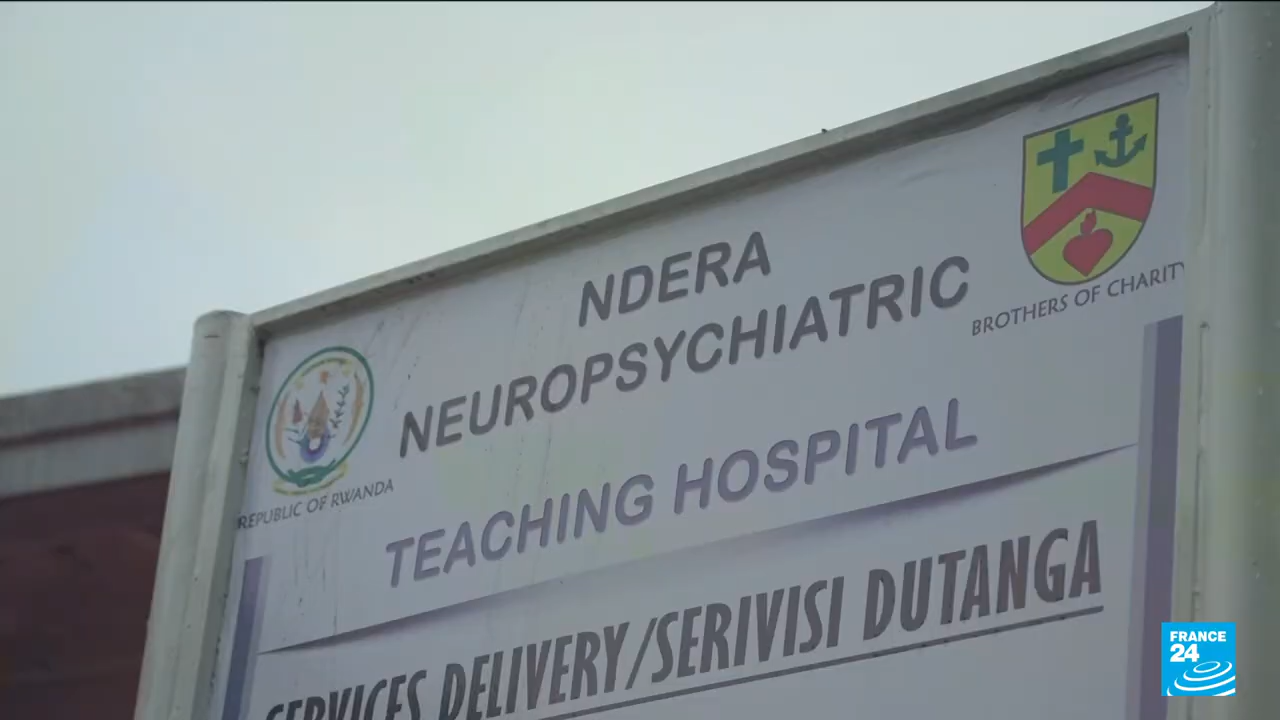 NDERA
NEUROPSYCHIATRIC
BROTHERS OF CHARITY
REPUBLIC OF RWANDA
TEACHING HOSPITAL
SERVICES DELIVERY/SERIVISI DUTANGA
FRANCE
24